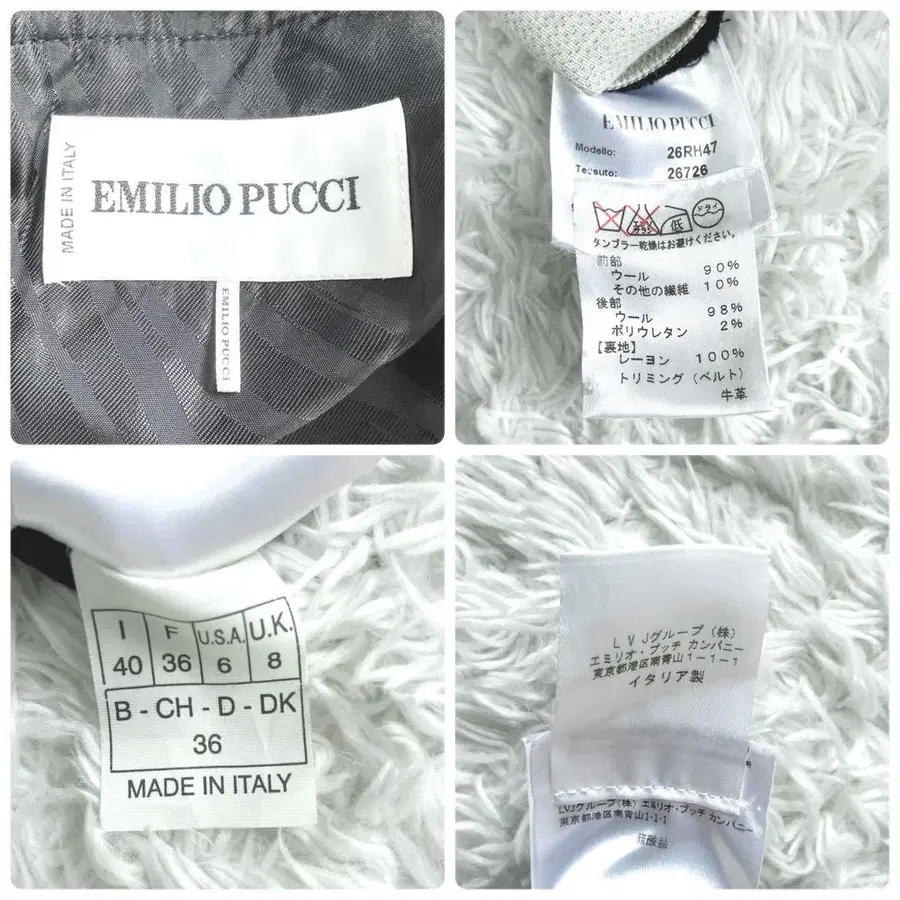 MADE IN ITALY
EMILIO PUCCI
EMILIO PUCCI
EMILIO PUCCI
Modello: 26RH47
Tessuto: 26726
低 ドライ
タンブラー乾燥はお避けください。
前部
ウール 90%
その他の繊維 10%
後部
ウール 98%
ポリウレタン 2%
【裏地】
レーヨン 100%
トリミング (ベルト)
牛革
I F U.S.A. U.K.
40 36 6 8
B - CH - D - DK
36
MADE IN ITALY
LVJグループ (株)
エミリオ・プッチ カンパニー
東京都港区南青山1-1-1
イタリア製
LVJグループ(株) エミリオ・プッチ カンパニー
東京都港区南青山1-1-1